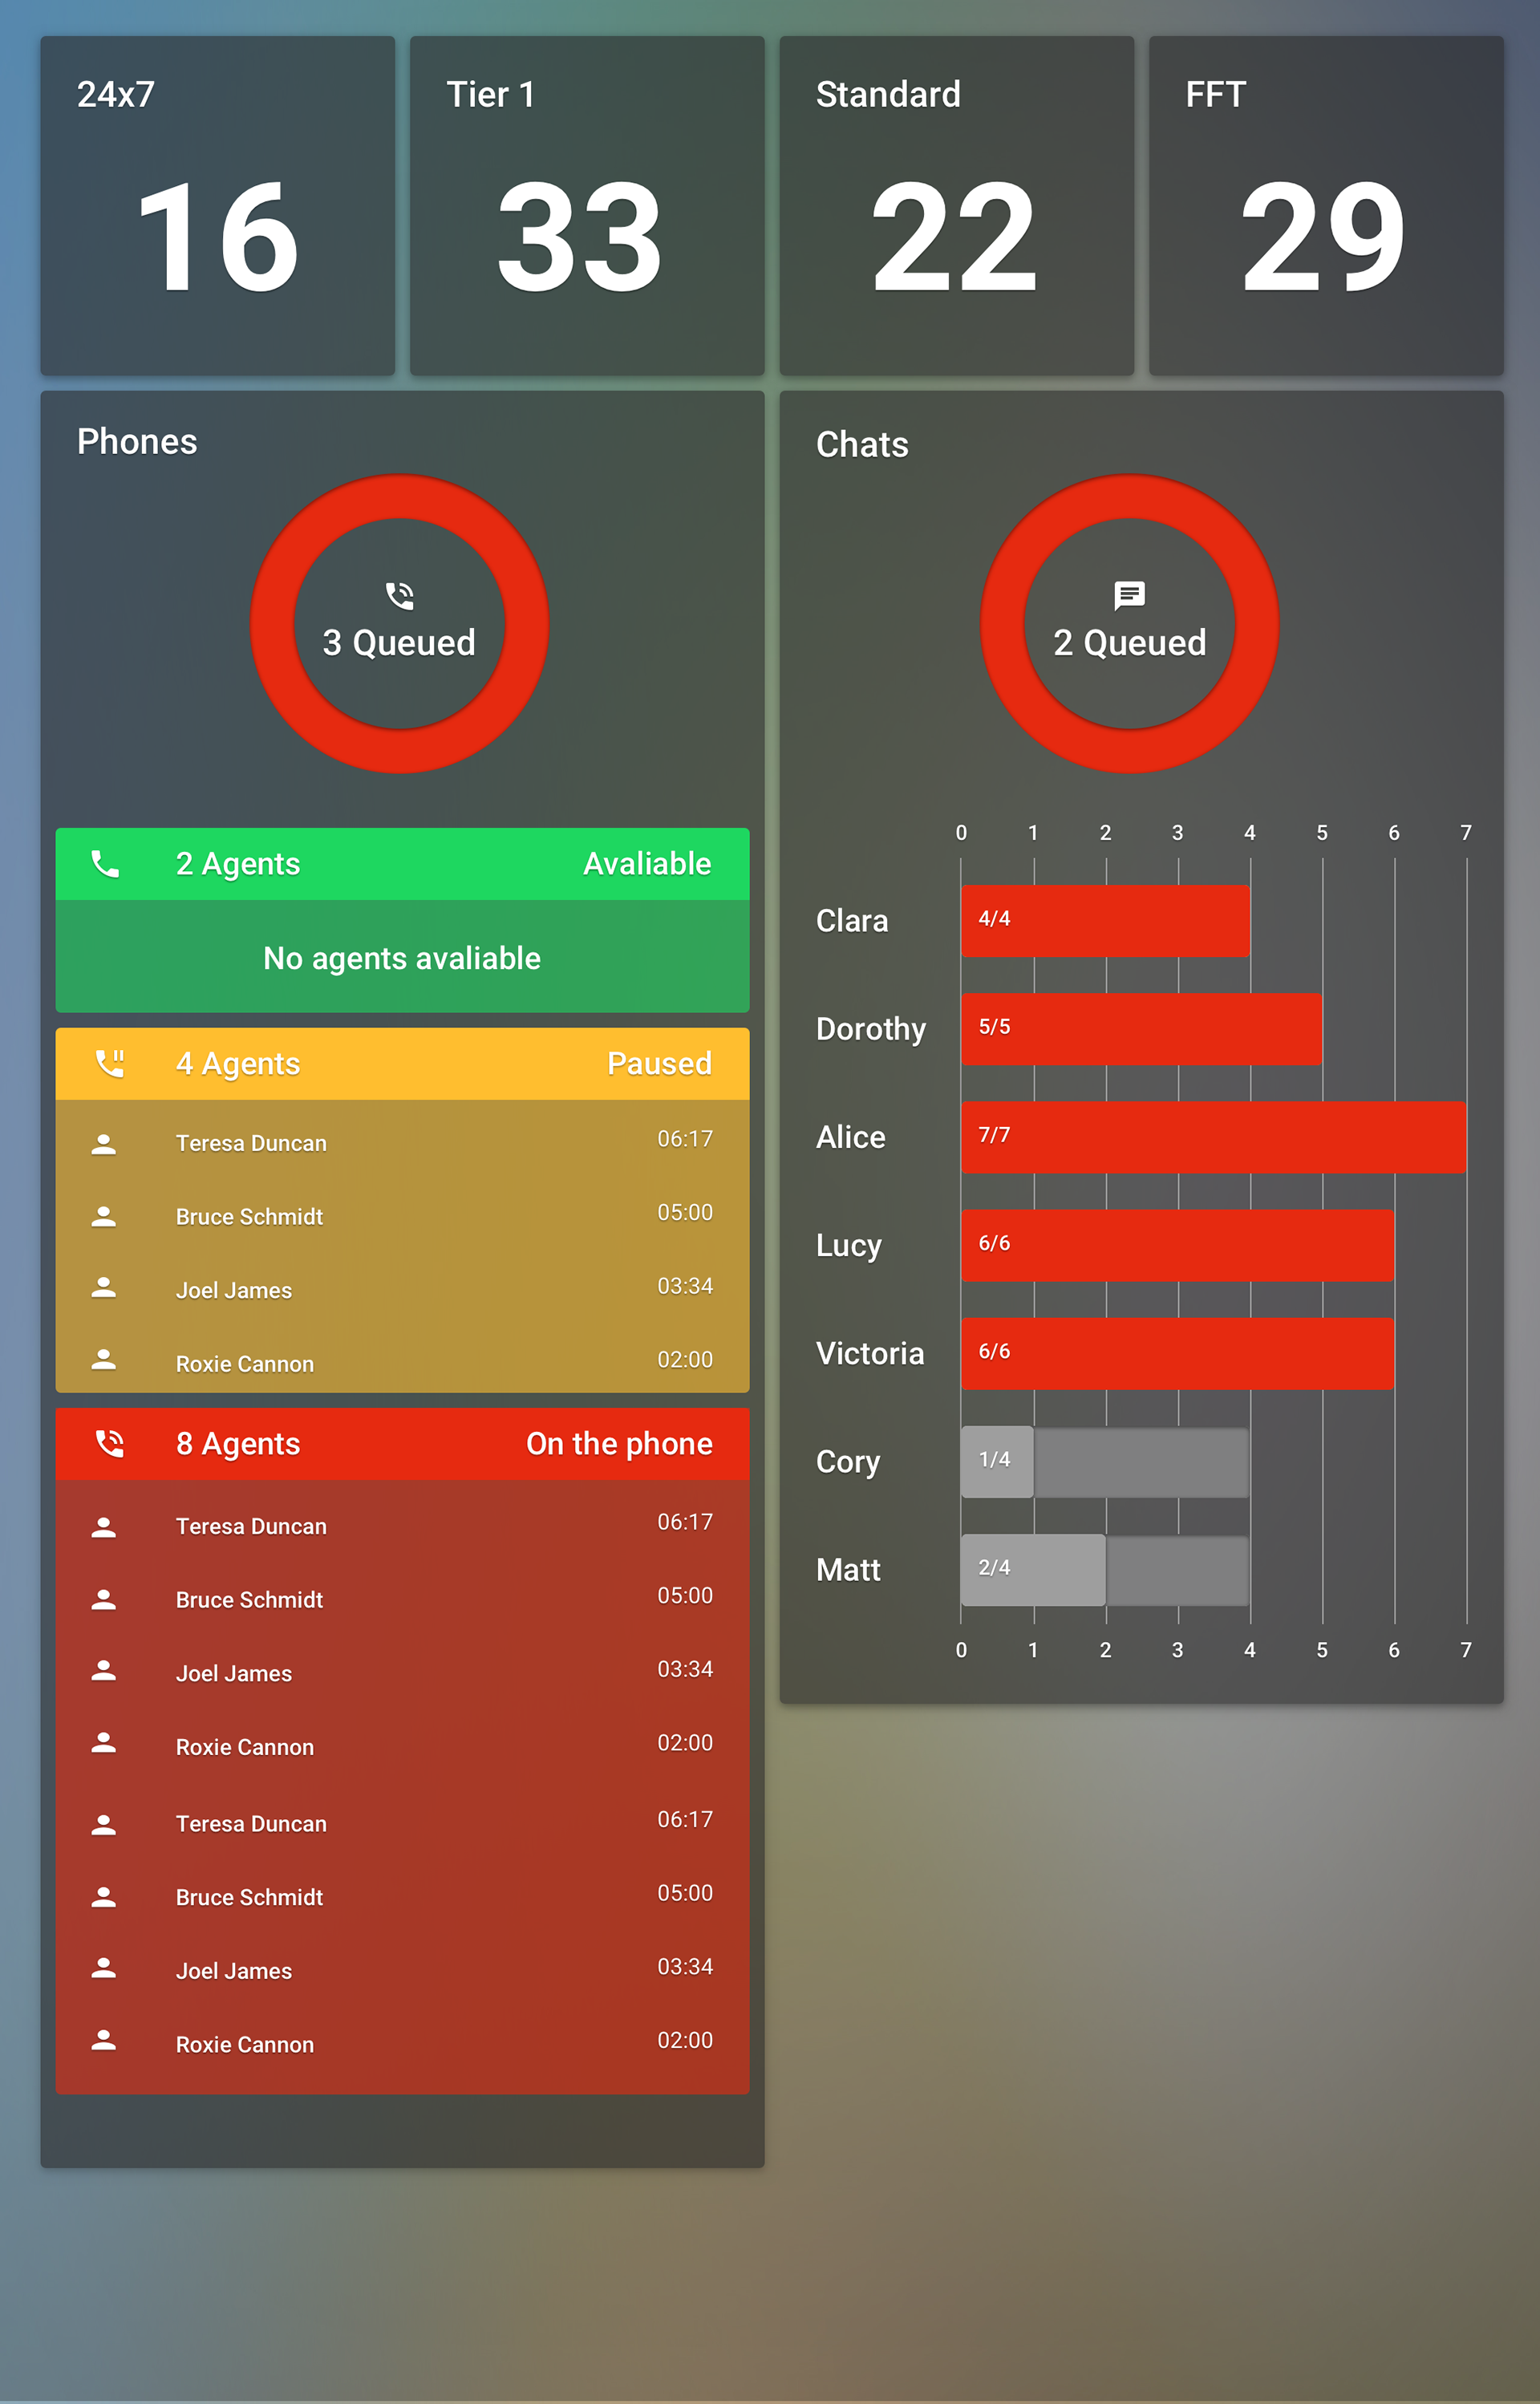 24x7
16
Tier 1
33
Standard
22
FFT
29
Phones
3 Queued
2 Agents Avaliable
No agents avaliable
4 Agents Paused
Teresa Duncan 06:17
Bruce Schmidt 05:00
Joel James 03:34
Roxie Cannon 02:00
8 Agents On the phone
Teresa Duncan 06:17
Bruce Schmidt 05:00
Joel James 03:34
Roxie Cannon 02:00
Teresa Duncan 06:17
Bruce Schmidt 05:00
Joel James 03:34
Roxie Cannon 02:00
Chats
2 Queued
0 1 2 3 4 5 6 7
Clara 4/4
Dorothy 5/5
Alice 7/7
Lucy 6/6
Victoria 6/6
Cory 1/4
Matt 2/4
0 1 2 3 4 5 6 7